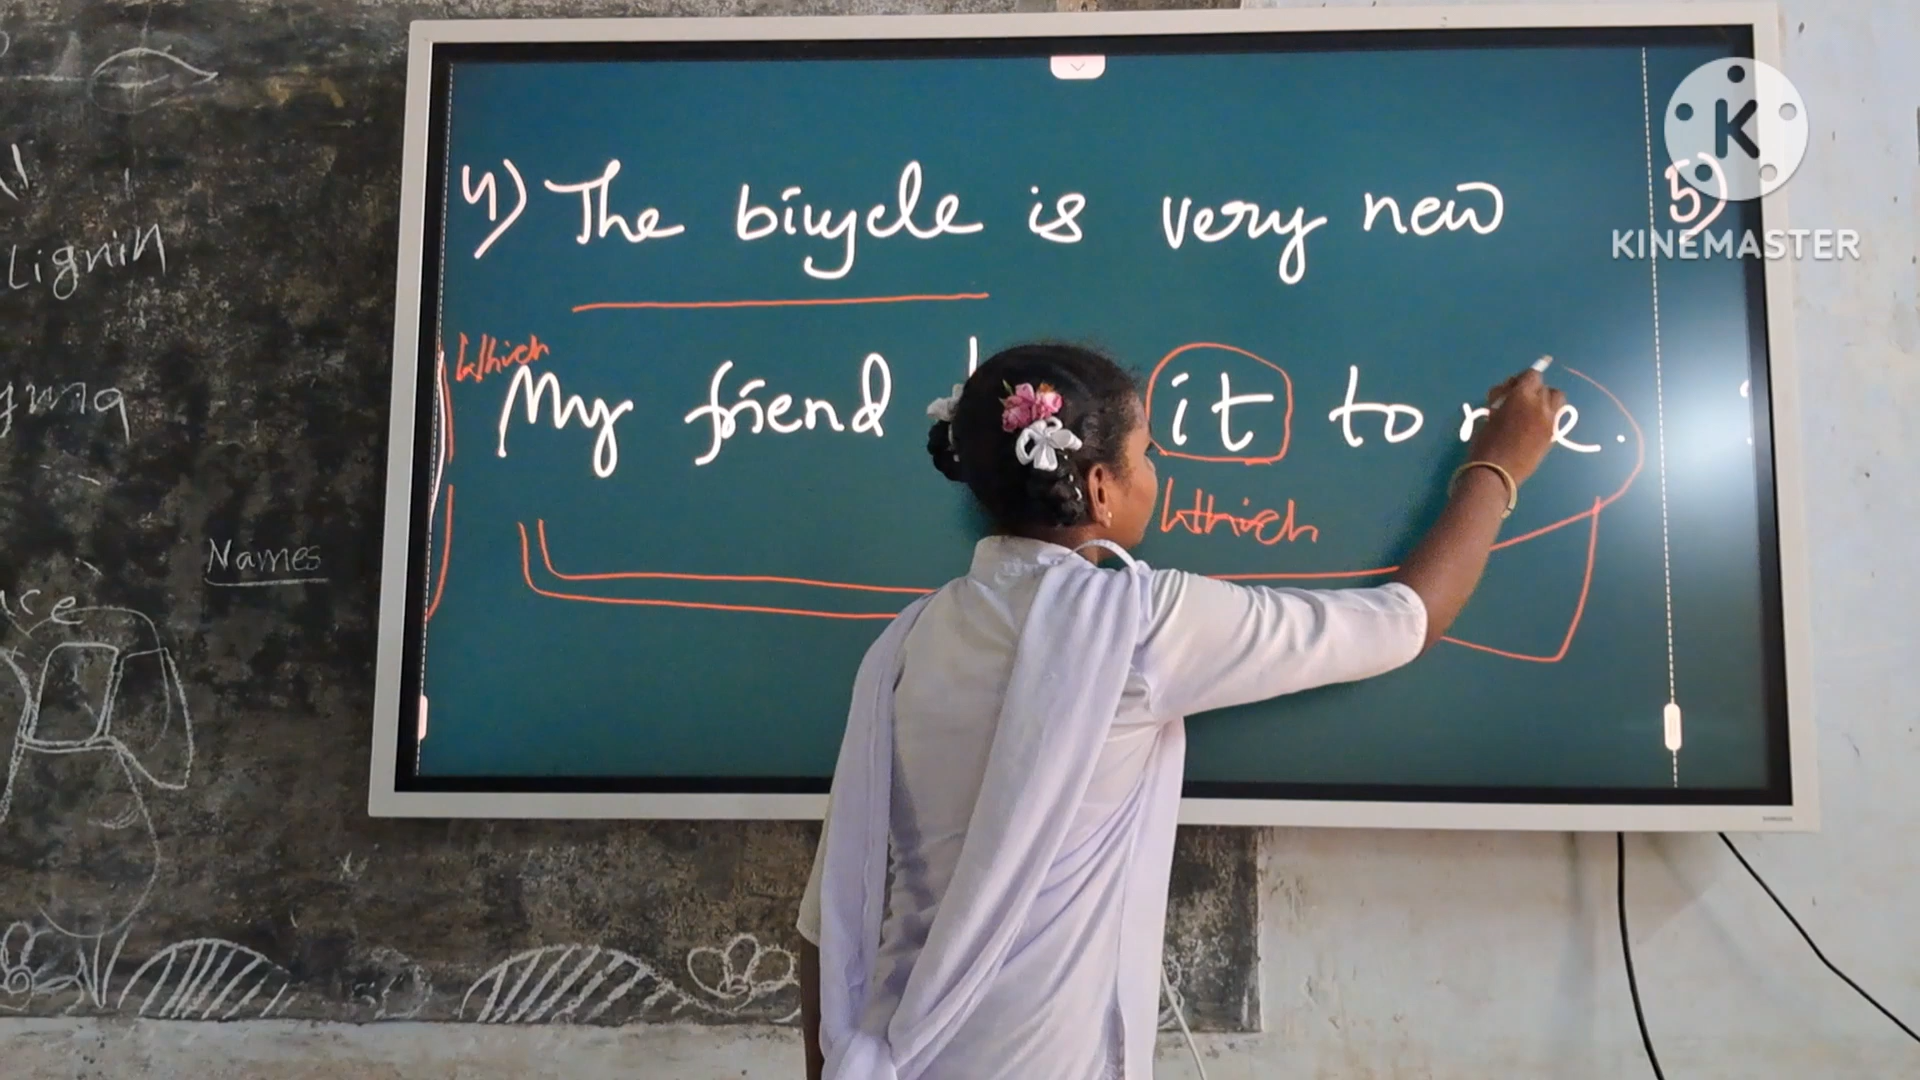 Lignin
Names
4) The bicycle is very new
5)
Which
My friend it to me.
Which
K
KINEMASTER